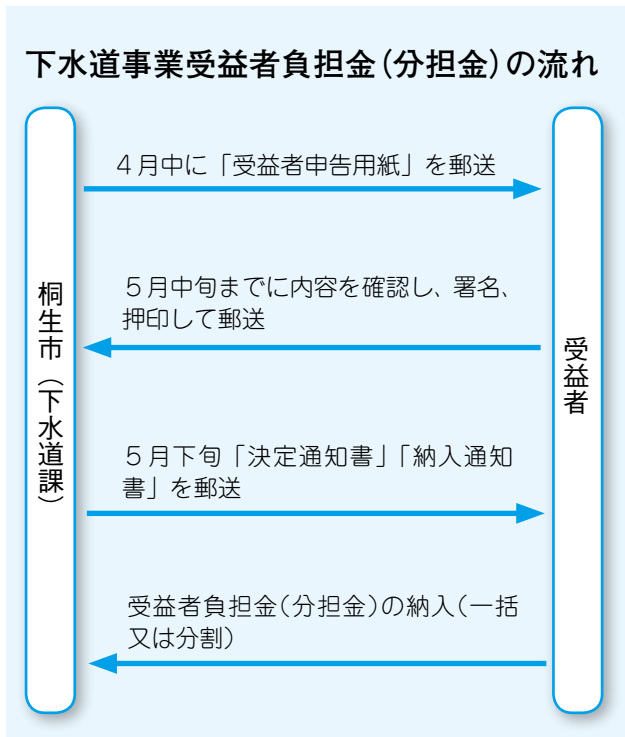 下水道事業受益者負担金(分担金)の流れ
4月中に「受益者申告用紙」を郵送
5月中旬までに内容を確認し、署名、
押印して郵送
桐生市(下水道課)
受益者
5月下旬「決定通知書」「納入通知
書」を郵送
受益者負担金(分担金)の納入(一括
又は分割)